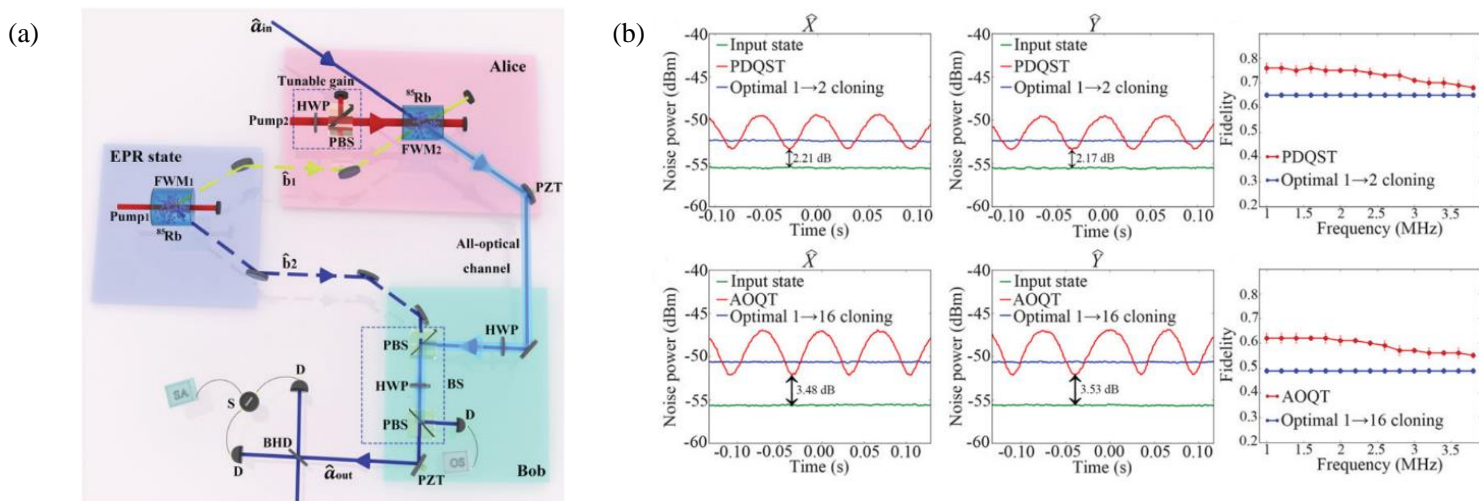 (a)
âin
Alice
Tunable gain
HWP
⁸⁵Rb
Pump2
PBS
FWM₂
EPR state
FWM₁
b̂₁
Pump₁
⁸⁵Rb
PZT
b̂₂
All-optical
channel
HWP
PBS
HWP
BS
D
PBS
D
SA
S
BHD
D
OS
âout
PZT
Bob
(b)
X̂
-40
-45
-50
-55
-60
Noise power (dBm)
Input state
PDQST
Optimal 1→2 cloning
2.21 dB
-0.10 -0.05 0.00 0.05 0.10
Time (s)
Ŷ
-40
-45
-50
-55
-60
Noise power (dBm)
Input state
PDQST
Optimal 1→2 cloning
2.17 dB
-0.10 -0.05 0.00 0.05 0.10
Time (s)
0.8
0.7
0.6
0.5
0.4
0.3
Fidelity
PDQST
Optimal 1→2 cloning
1 1.5 2 2.5 3 3.5
Frequency (MHz)
X̂
-40
-45
-50
-55
-60
Noise power (dBm)
Input state
AOQT
Optimal 1→16 cloning
3.48 dB
-0.10 -0.05 0.00 0.05 0.10
Time (s)
Ŷ
-40
-45
-50
-55
-60
Noise power (dBm)
Input state
AOQT
Optimal 1→16 cloning
3.53 dB
-0.10 -0.05 0.00 0.05 0.10
Time (s)
0.8
0.7
0.6
0.5
0.4
0.3
0.2
Fidelity
AOQT
Optimal 1→16 cloning
1 1.5 2 2.5 3 3.5
Frequency (MHz)